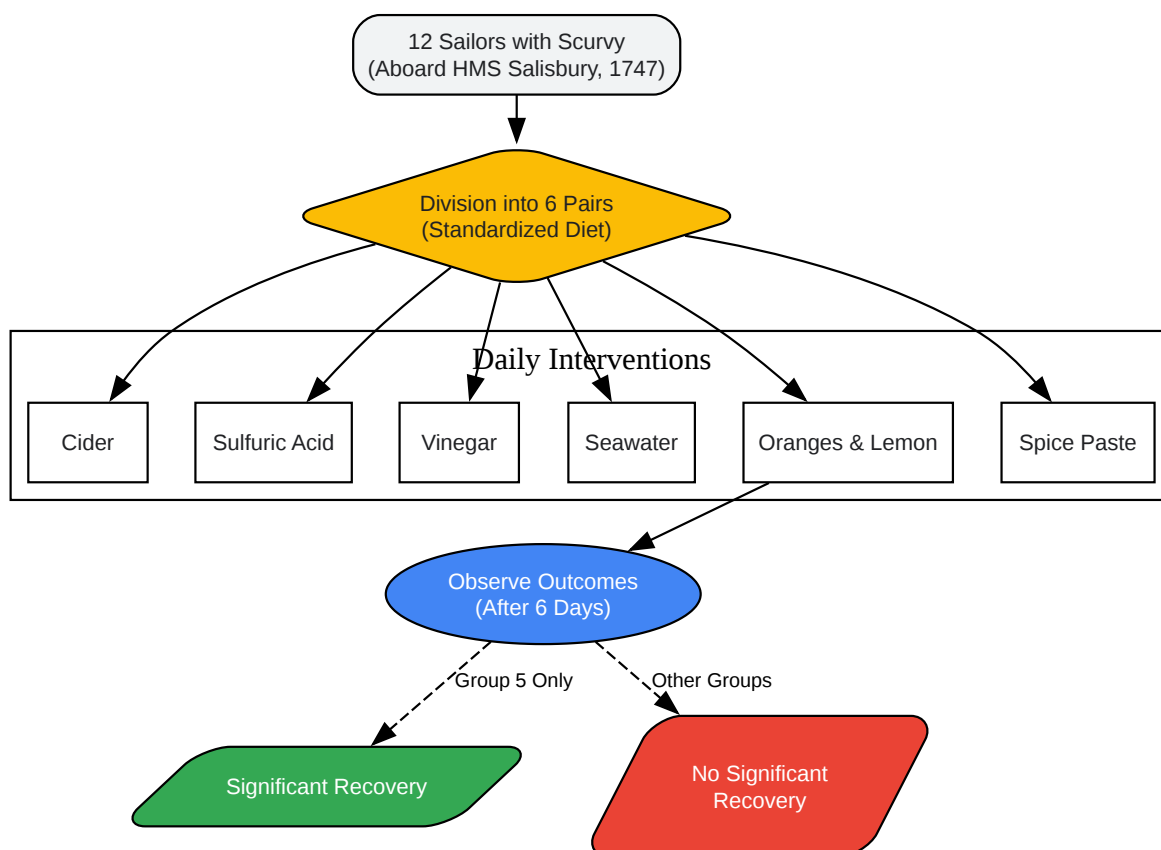 12 Sailors with Scurvy
(Aboard HMS Salisbury, 1747)
Division into 6 Pairs
(Standardized Diet)
Daily Interventions
Cider
Sulfuric Acid
Vinegar
Seawater
Oranges & Lemon
Spice Paste
Observe Outcomes
(After 6 Days)
Group 5 Only
Other Groups
Significant Recovery
No Significant
Recovery